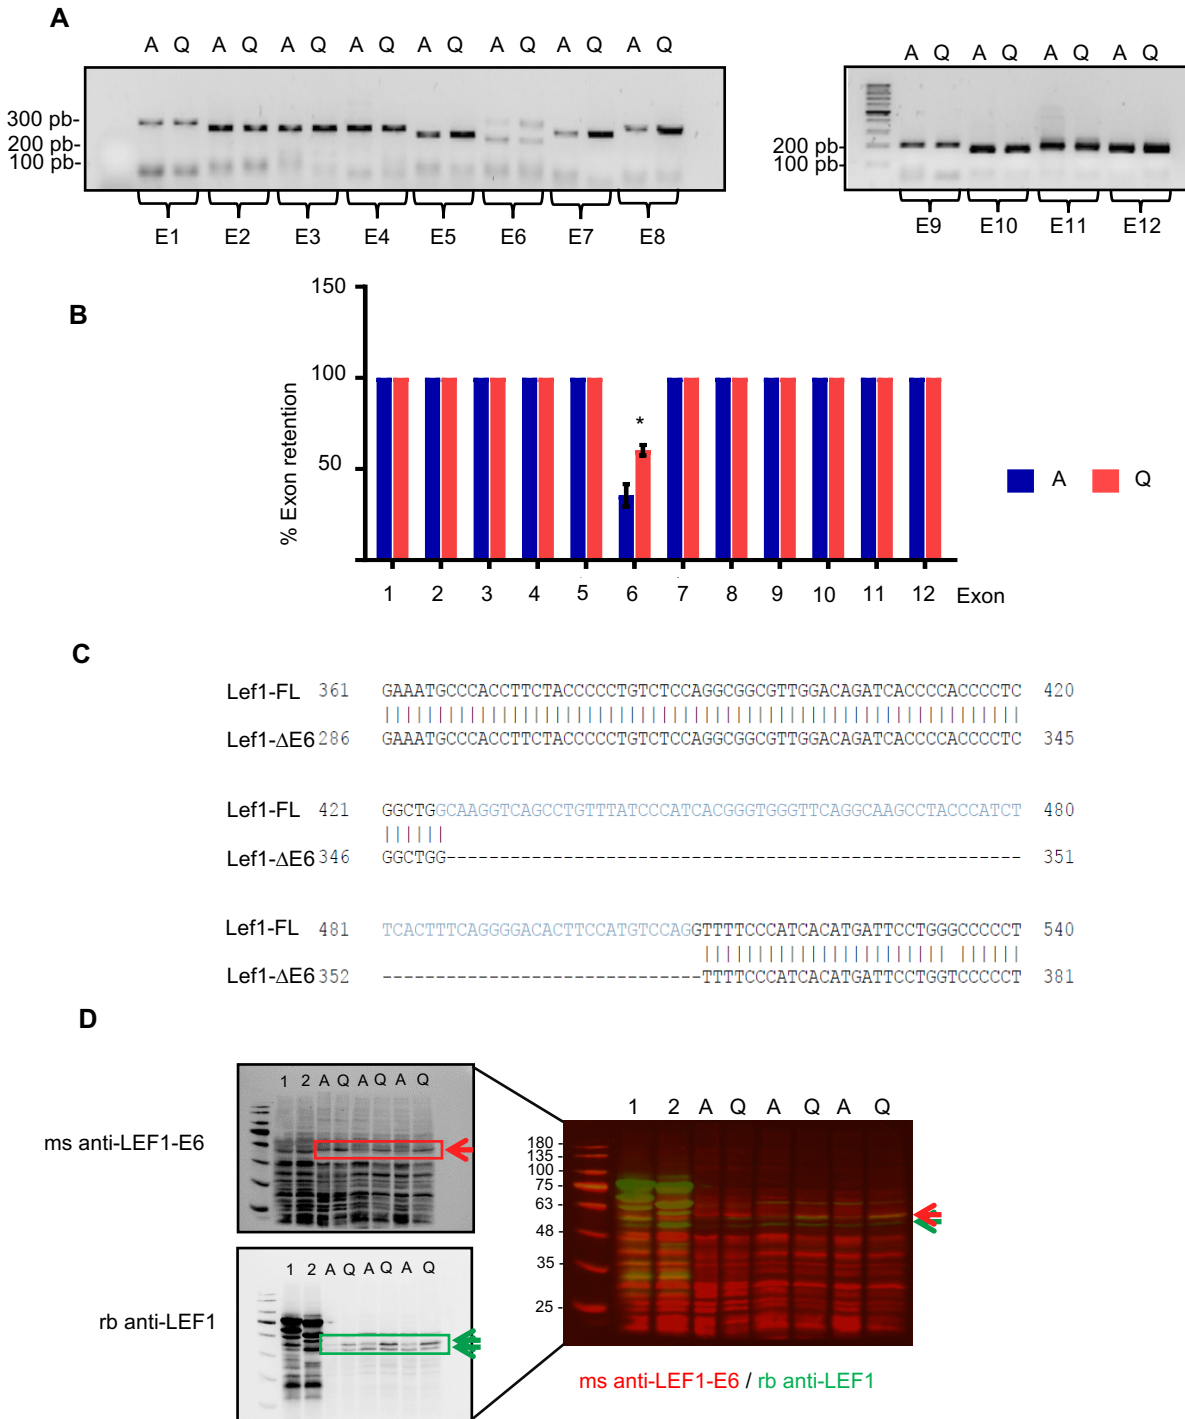 A
A Q A Q A Q A Q A Q A Q A Q A Q
300 pb-
200 pb-
100 pb-
E1 E2 E3 E4 E5 E6 E7 E8
A Q A Q A Q A Q
200 pb-
100 pb-
E9 E10 E11 E12
B
% Exon retention
150
100
50
*
1 2 3 4 5 6 7 8 9 10 11 12 Exon
A Q
C
Lef1-FL 361 GAAATGCCCACCTTCTACCCCCTGTCTCCAGGCGGCGTTGGACAGATCACCCCACCCCTC 420
Lef1-ΔE6 286 GAAATGCCCACCTTCTACCCCCTGTCTCCAGGCGGCGTTGGACAGATCACCCCACCCCTC 345
Lef1-FL 421 GGCTGGCAAGGTCAGCCTGTTTATCCCATCACGGGTGGGTTCAGGCAAGCCTACCCATCT 480
Lef1-ΔE6 346 GGCTGG------------------------------------------------------ 351
Lef1-FL 481 TCACTTTCAGGGGACACTTCCATGTCCAGGTTTTCCCATCACATGATTCCTGGGCCCCCT 540
Lef1-ΔE6 352 ------------------------------TTTTCCCATCACATGATTCCTGGTCCCCCT 381
D
ms anti-LEF1-E6
1 2 A Q A Q A Q
rb anti-LEF1
1 2 A Q A Q A Q
1 2 A Q A Q A Q
180 -
135 -
100 -
75 -
63 -
48 -
35 -
25 -
ms anti-LEF1-E6 / rb anti-LEF1